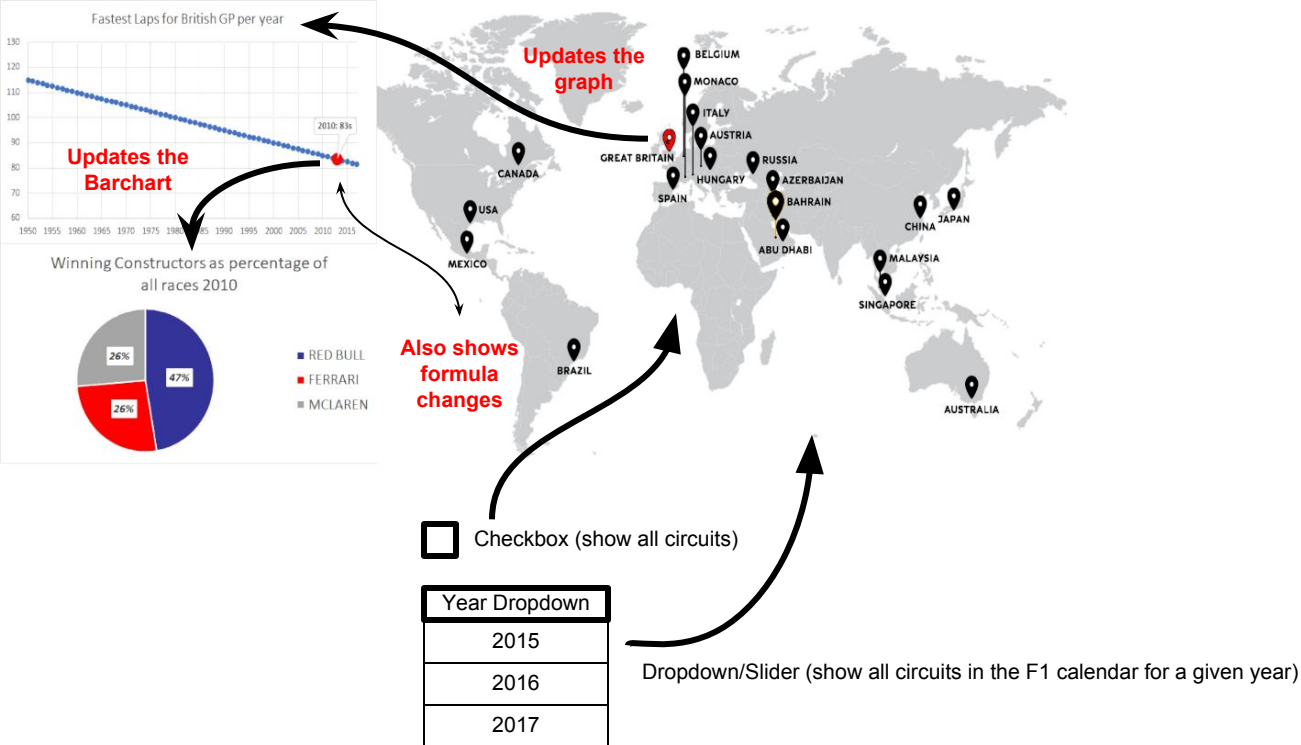 Fastest Laps for British GP per year
130
120
110
100
90
80
70
60
2010: 83s
1950 1955 1960 1965 1970 1975 1980 1985 1990 1995 2000 2005 2010 2015
Updates the
Barchart
Winning Constructors as percentage of
all races 2010
26%
47%
26%
RED BULL
FERRARI
MCLAREN
Updates the
graph
Also shows
formula
changes
BELGIUM
MONACO
ITALY
AUSTRIA
GREAT BRITAIN
HUNGARY
SPAIN
RUSSIA
AZERBAIJAN
BAHRAIN
ABU DHABI
CANADA
USA
MEXICO
BRAZIL
CHINA
JAPAN
MALAYSIA
SINGAPORE
AUSTRALIA
Checkbox (show all circuits)
Year Dropdown
2015
2016
2017
Dropdown/Slider (show all circuits in the F1 calendar for a given year)